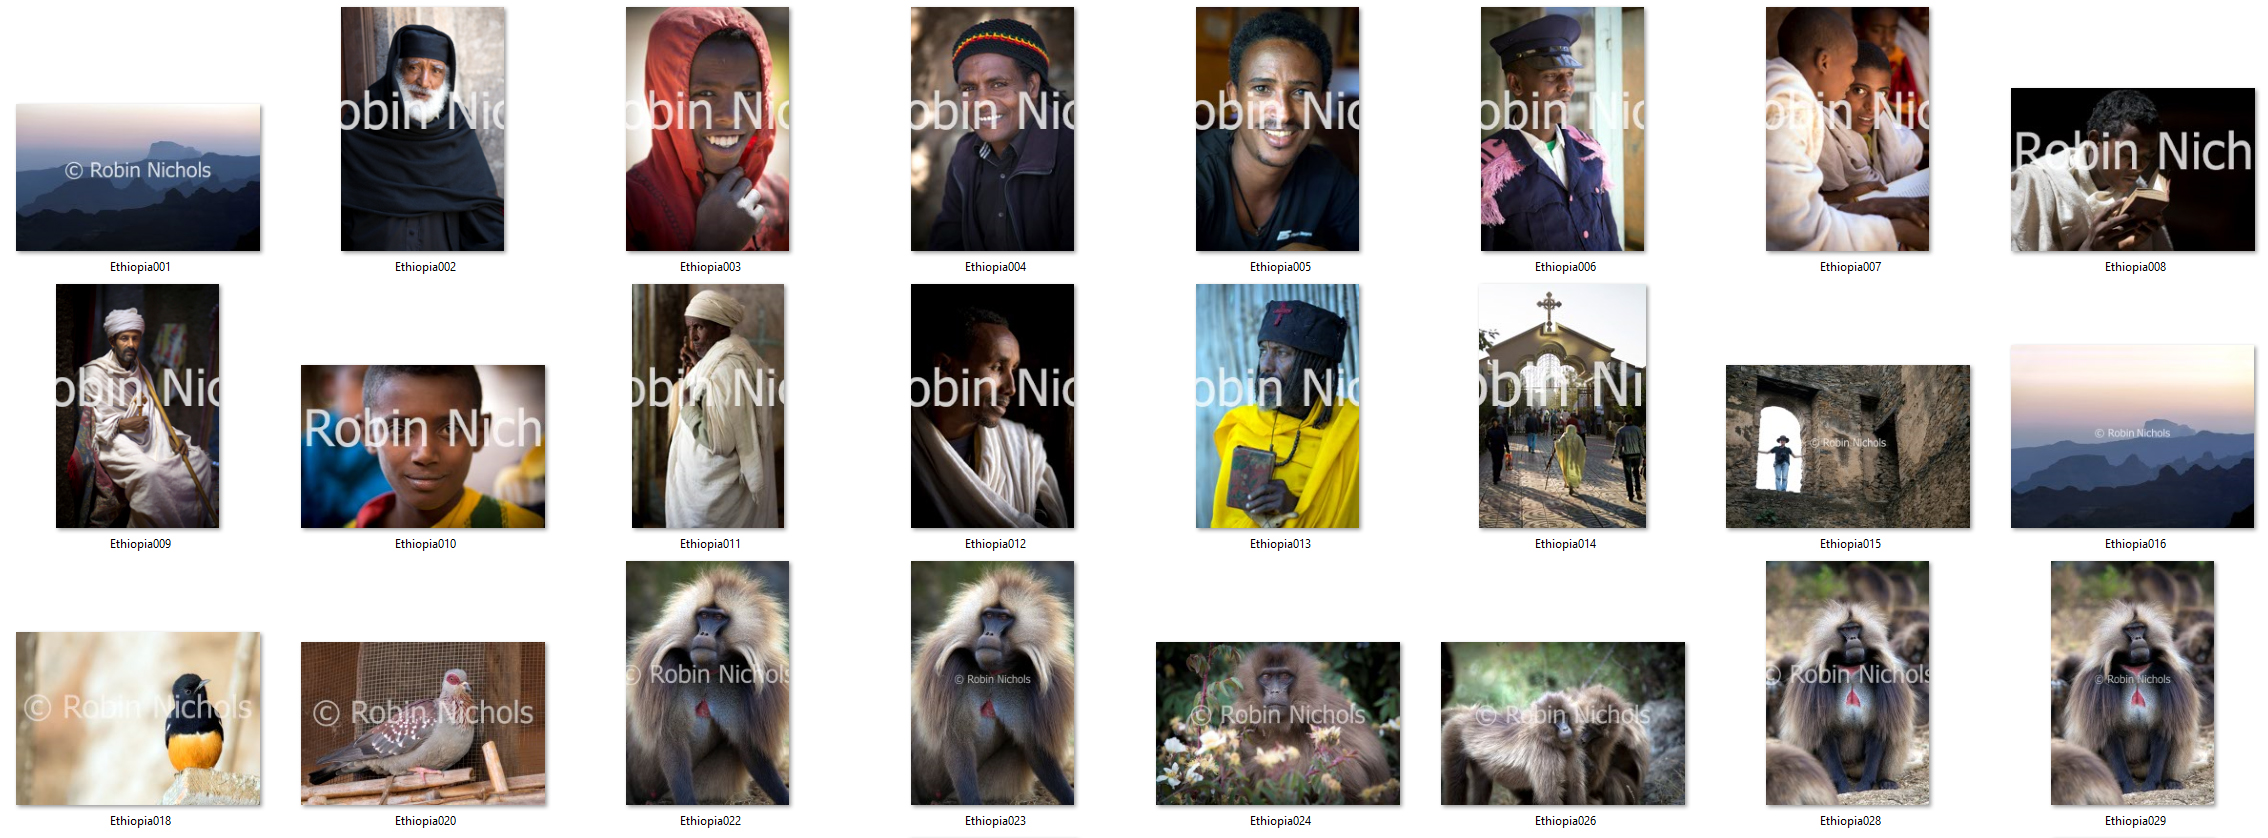 © Robin Nichols
obin Nic
obin Nic
obin Nic
obin Nic
obin Nic
obin Nic
Robin Nich
Ethiopia001
Ethiopia002
Ethiopia003
Ethiopia004
Ethiopia005
Ethiopia006
Ethiopia007
Ethiopia008
obin Nic
Robin Nich
obin Ni
obin Nic
obin Nic
obin Ni
© Robin Nichols
© Robin Nichols
Ethiopia009
Ethiopia010
Ethiopia011
Ethiopia012
Ethiopia013
Ethiopia014
Ethiopia015
Ethiopia016
© Robin Nichols
© Robin Nichols
© Robin Nichols
© Robin Nichols
© Robin Nichols
© Robin Nichols
© Robin Nichols
© Robin Nichols
Ethiopia018
Ethiopia020
Ethiopia022
Ethiopia023
Ethiopia024
Ethiopia026
Ethiopia028
Ethiopia029